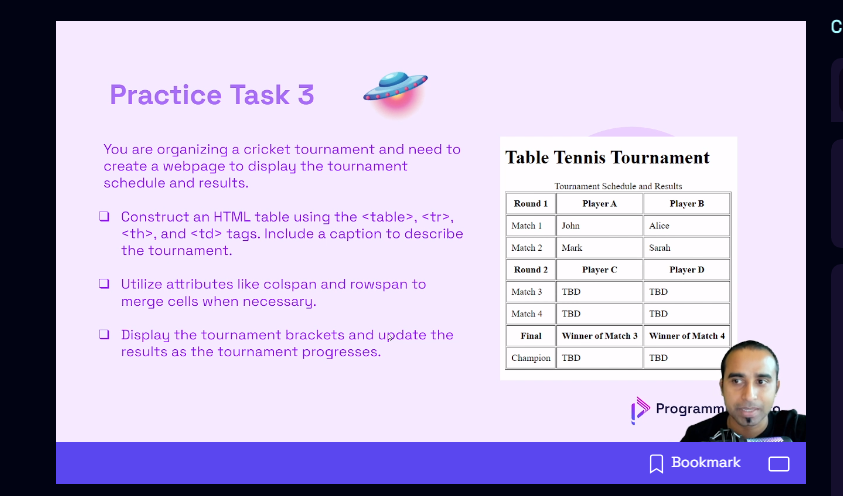 C
Practice Task 3
You are organizing a cricket tournament and need to
create a webpage to display the tournament
schedule and results.
Construct an HTML table using the <table>, <tr>,
<th>, and <td> tags. Include a caption to describe
the tournament.
Utilize attributes like colspan and rowspan to
merge cells when necessary.
Display the tournament brackets and update the
results as the tournament progresses.
Table Tennis Tournament
Tournament Schedule and Results
Round 1 Player A Player B
Match 1 John Alice
Match 2 Mark Sarah
Round 2 Player C Player D
Match 3 TBD TBD
Match 4 TBD TBD
Final Winner of Match 3 Winner of Match 4
Champion TBD TBD
Bookmark